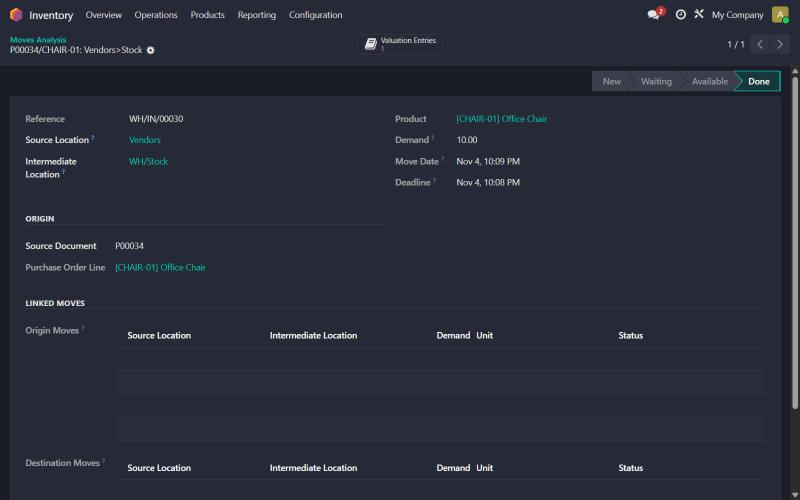 Inventory Overview Operations Products Reporting Configuration 2 My Company A
Moves Analysis
P00034/CHAIR-01: Vendors>Stock
Valuation Entries
1
1 / 1
New Waiting Available Done
Reference WH/IN/00030
Source Location ? Vendors
Intermediate Location ? WH/Stock
Product [CHAIR-01] Office Chair
Demand ? 10.00
Move Date ? Nov 4, 10:09 PM
Deadline ? Nov 4, 10:08 PM
ORIGIN
Source Document P00034
Purchase Order Line [CHAIR-01] Office Chair
LINKED MOVES
Origin Moves ? Source Location Intermediate Location Demand Unit Status
Destination Moves ? Source Location Intermediate Location Demand Unit Status